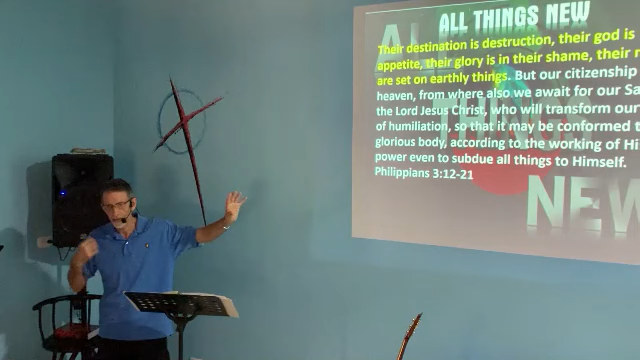 ALL THINGS NEW
Their destination is destruction, their god is
appetite, their glory is in their shame, their
are set on earthly things. But our citizenship
heaven, from where also we await for our
the Lord Jesus Christ, who will transform our
of humiliation, so that it may be conformed
glorious body, according to the working of
power even to subdue all things to Himself.
Philippians 3:12-21
ALL
THINGS
NEW